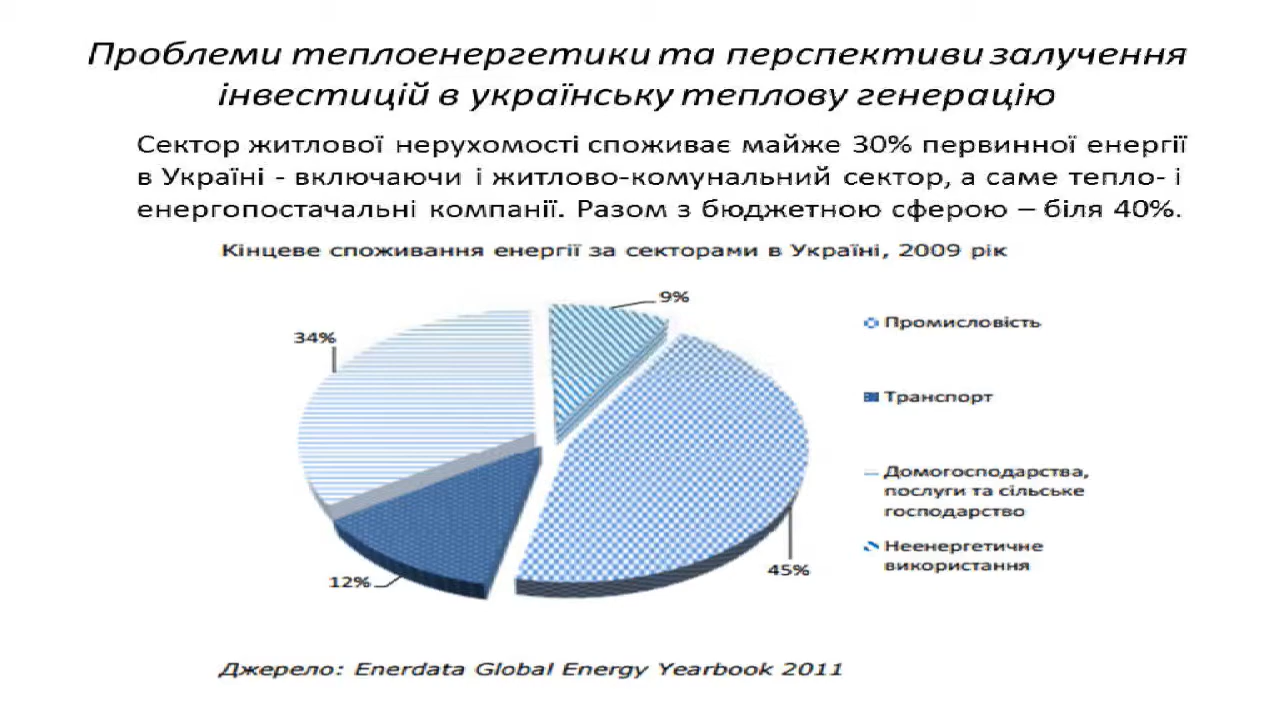 Проблеми теплоенергетики та перспективи залучення
інвестицій в українську теплову генерацію
Сектор житлової нерухомості споживає майже 30% первинної енергії
в Україні - включаючи і житлово-комунальний сектор, а саме тепло- і
енергопостачальні компанії. Разом з бюджетною сферою – біля 40%.
Кінцеве споживання енергії за секторами в Україні, 2009 рік
9%
34%
12%
45%
Промисловість
Транспорт
Домогосподарства,
послуги та сільське
господарство
Неенергетичне
використання
Джерело: Enerdata Global Energy Yearbook 2011